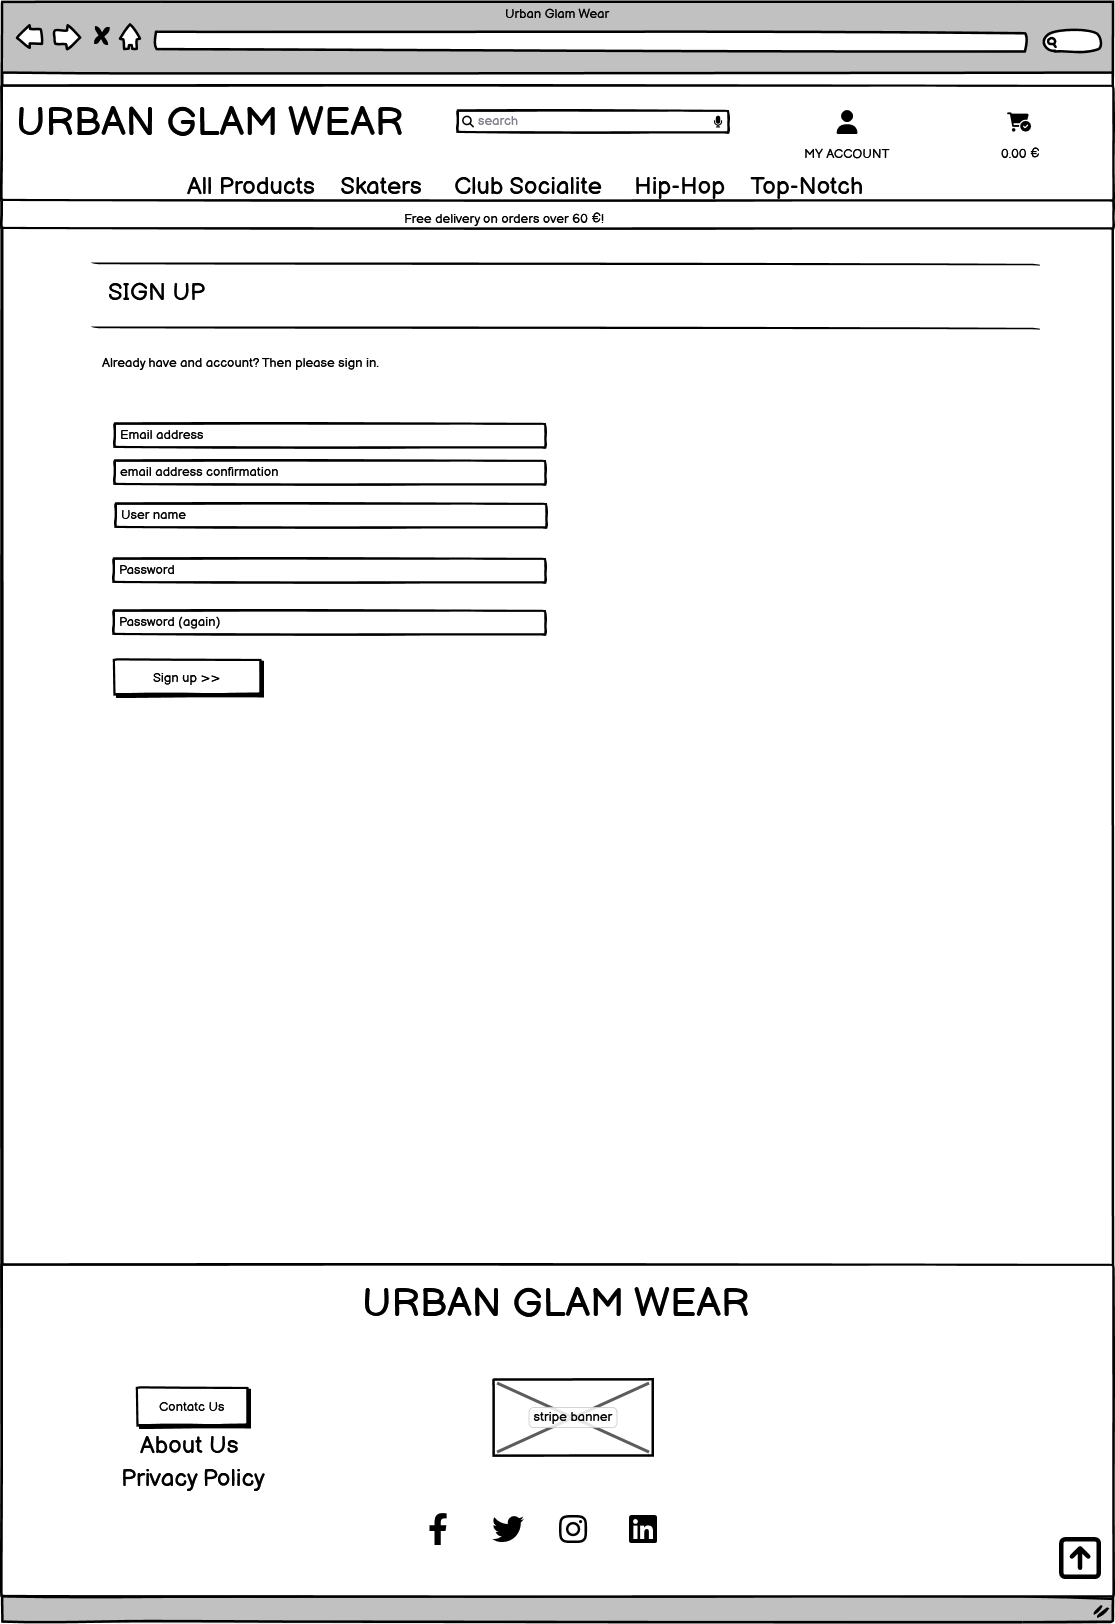 Urban Glam Wear
URBAN GLAM WEAR
search
MY ACCOUNT
0.00 €
All Products Skaters Club Socialite Hip-Hop Top-Notch
Free delivery on orders over 60 €!
SIGN UP
Already have and account? Then please sign in.
Email address
email address confirmation
User name
Password
Password (again)
Sign up >>
URBAN GLAM WEAR
Contatc Us
stripe banner
About Us
Privacy Policy